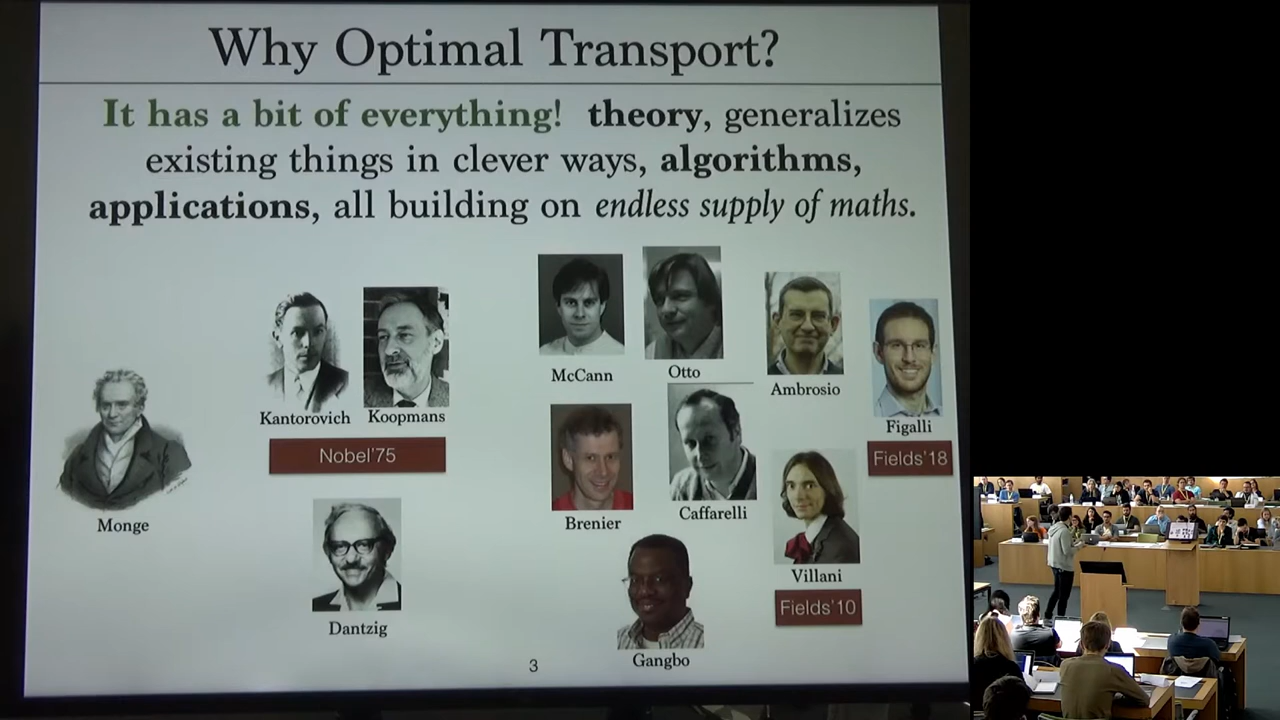 Why Optimal Transport?
It has a bit of everything! theory, generalizes
existing things in clever ways, algorithms,
applications, all building on endless supply of maths.
Monge
Kantorovich
Koopmans
Nobel'75
Dantzig
McCann
Otto
Ambrosio
Figalli
Fields'18
Brenier
Caffarelli
Villani
Fields'10
Gangbo
3